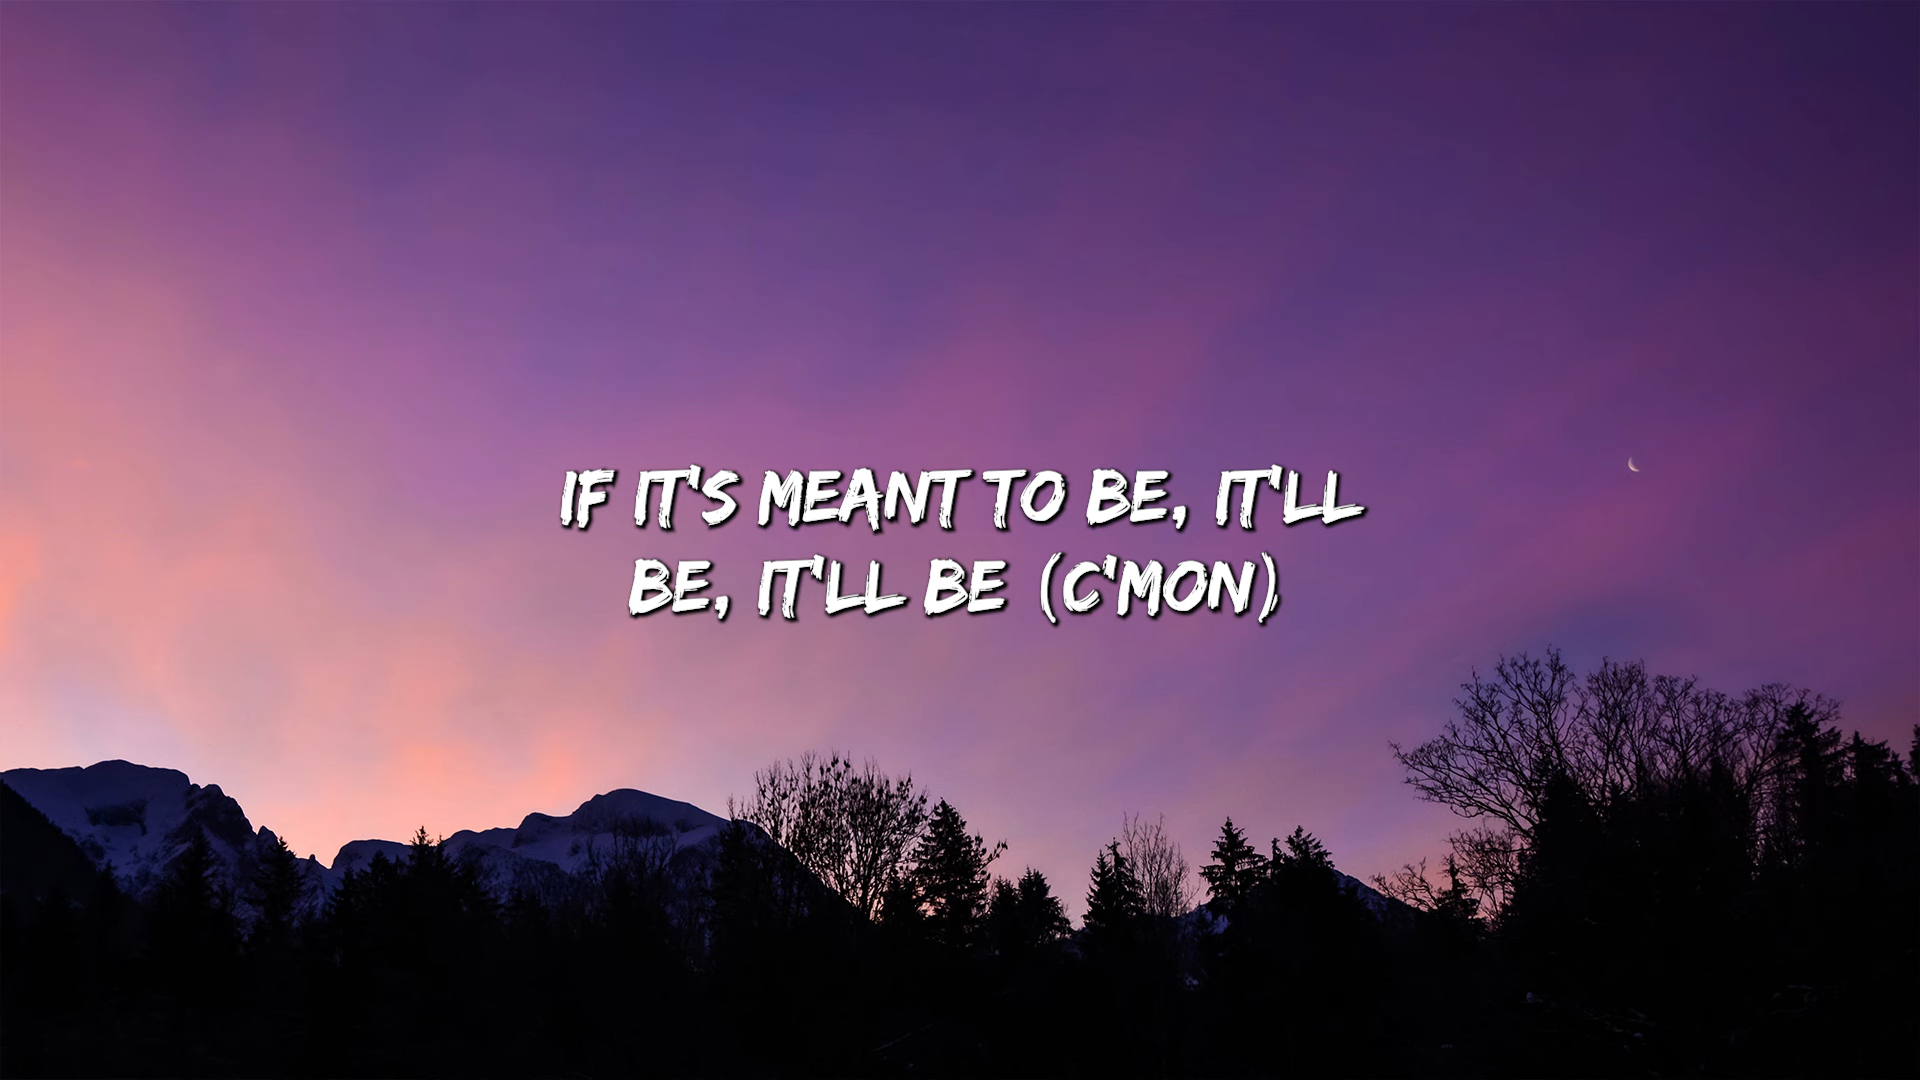 IF IT'S MEANT TO BE, IT'LL
BE, IT'LL BE (C'MON)